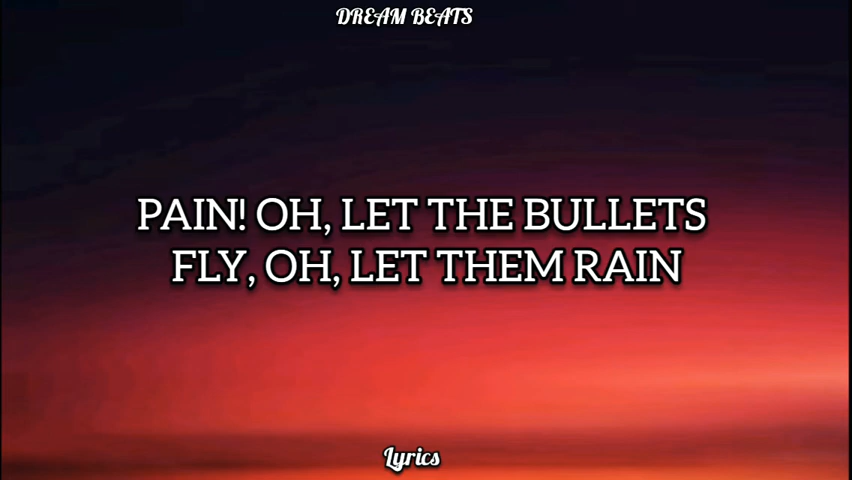 DREAM BEATS
PAIN! OH, LET THE BULLETS
FLY, OH, LET THEM RAIN
Lyrics